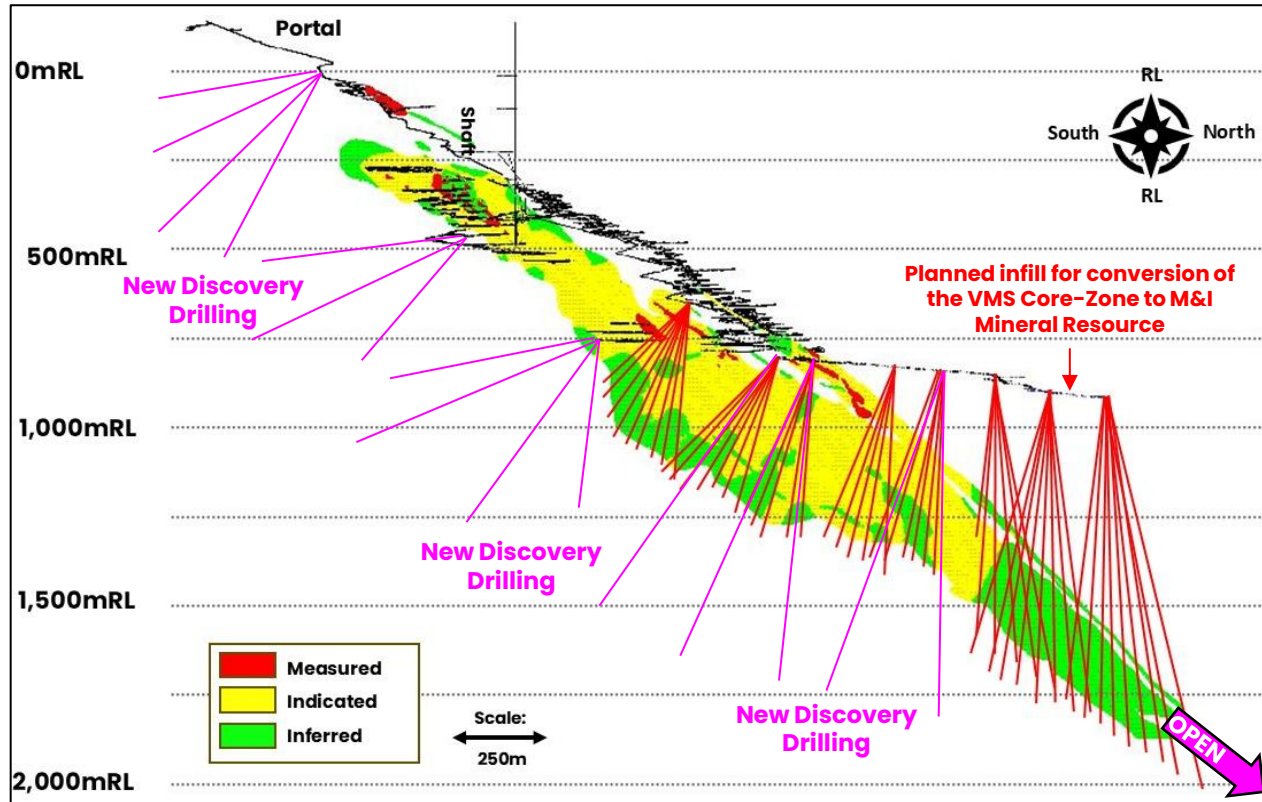 Portal
0mRL
Shaft
RL
South
North
RL
500mRL
New Discovery
Drilling
Planned infill for conversion of
the VMS Core-Zone to M&I
Mineral Resource
1,000mRL
New Discovery
Drilling
1,500mRL
Measured
Indicated
Inferred
Scale:
250m
New Discovery
Drilling
OPEN
2,000mRL